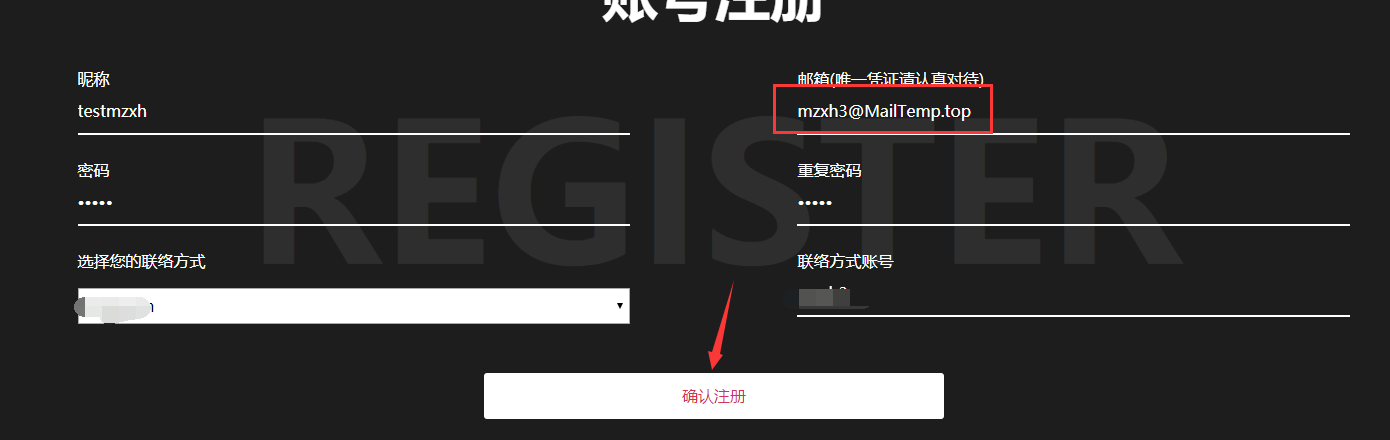 账号注册
REGISTER
昵称
邮箱(唯一凭证请认真对待)
testmzxh
mzxh3@MailTemp.top
密码
重复密码
•••••
•••••
选择您的联络方式
联络方式账号
确认注册